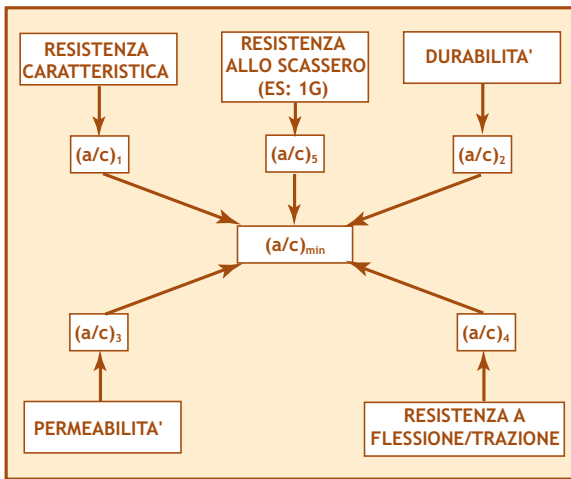 RESISTENZA
CARATTERISTICA
RESISTENZA
ALLO SCASSERO
(ES: 1G)
DURABILITA'
(a/c)₁
(a/c)₅
(a/c)₂
(a/c)min
(a/c)₃
(a/c)₄
PERMEABILITA'
RESISTENZA A
FLESSIONE/TRAZIONE